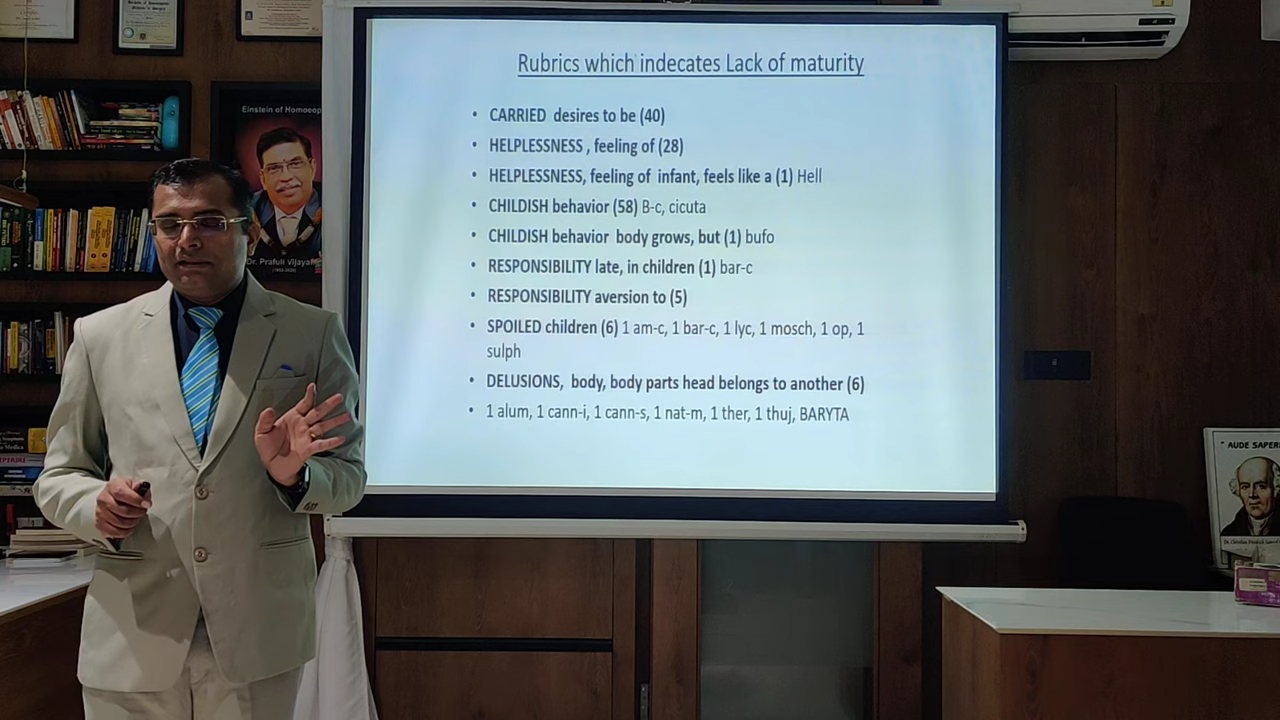 Rubrics which indecates Lack of maturity
• CARRIED desires to be (40)
• HELPLESSNESS , feeling of (28)
• HELPLESSNESS, feeling of infant, feels like a (1) Hell
• CHILDISH behavior (58) B-c, cicuta
• CHILDISH behavior body grows, but (1) bufo
• RESPONSIBILITY late, in children (1) bar-c
• RESPONSIBILITY aversion to (5)
• SPOILED children (6) 1 am-c, 1 bar-c, 1 lyc, 1 mosch, 1 op, 1
sulph
• DELUSIONS, body, body parts head belongs to another (6)
• 1 alum, 1 cann-i, 1 cann-s, 1 nat-m, 1 ther, 1 thuj, BARYTA
Einstein of Homoeop
Dr. Prafull Vijayal
" AUDE SAPER